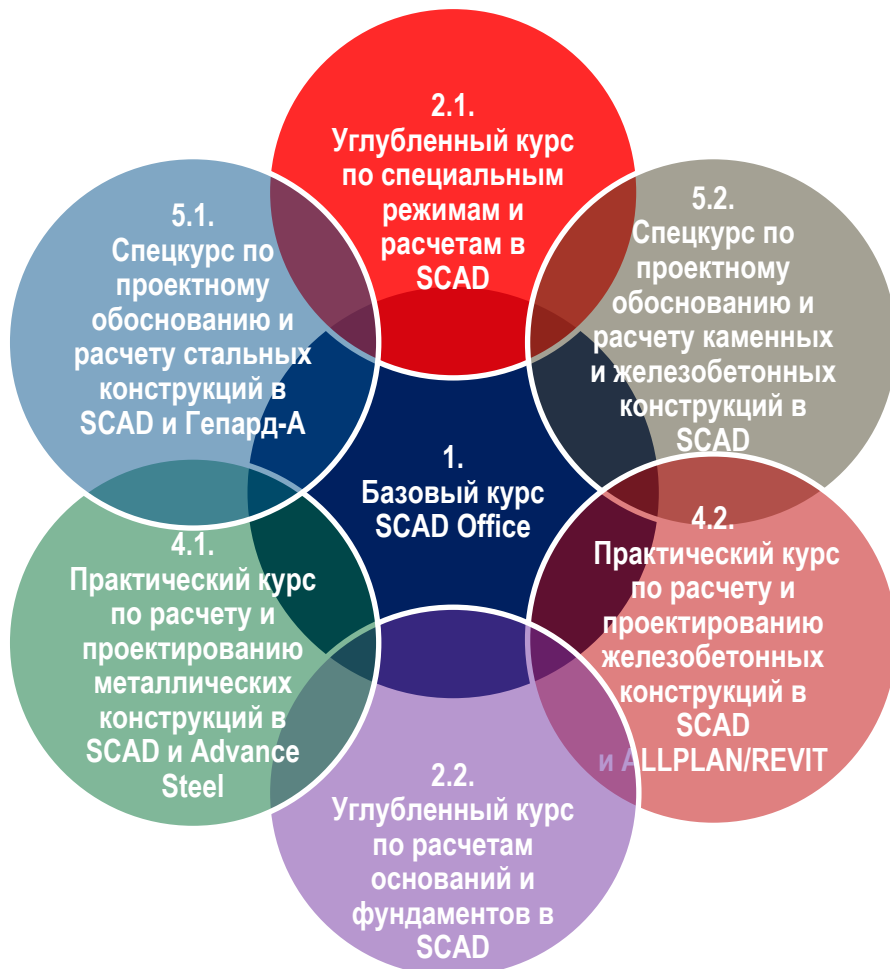 2.1.
Углубленный курс
по специальным
режимам и
расчетам в
SCAD
5.1.
Спецкурс по
проектному
обоснованию и
расчету стальных
конструкций в
SCAD и Гепард-А
5.2.
Спецкурс по
проектному
обоснованию и
расчету каменных
и железобетонных
конструкций в
SCAD
1.
Базовый курс
SCAD Office
4.1.
Практический курс
по расчету и
проектированию
металлических
конструкций в
SCAD и Advance
Steel
4.2.
Практический курс
по расчету и
проектированию
железобетонных
конструкций в
SCAD
и ALLPLAN/REVIT
2.2.
Углубленный курс
по расчетам
оснований и
фундаментов в
SCAD